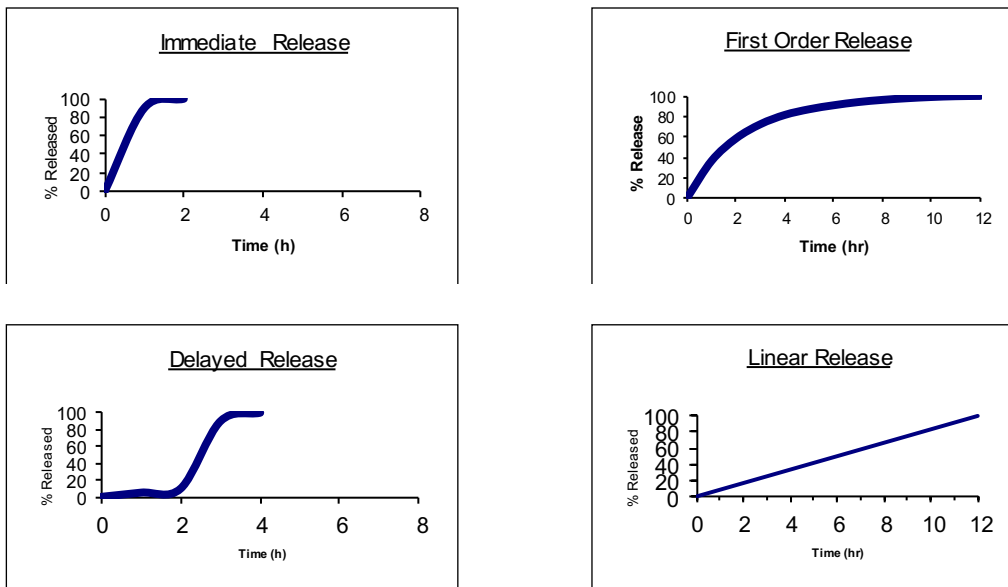 Immediate Release
% Released
100
80
60
40
20
0
0 2 4 6 8
Time (h)
First Order Release
% Release
100
80
60
40
20
0
0 2 4 6 8 10 12
Time (hr)
Delayed Release
% Released
100
80
60
40
20
0
0 2 4 6 8
Time (h)
Linear Release
% Released
100
80
60
40
20
0
0 2 4 6 8 10 12
Time (hr)